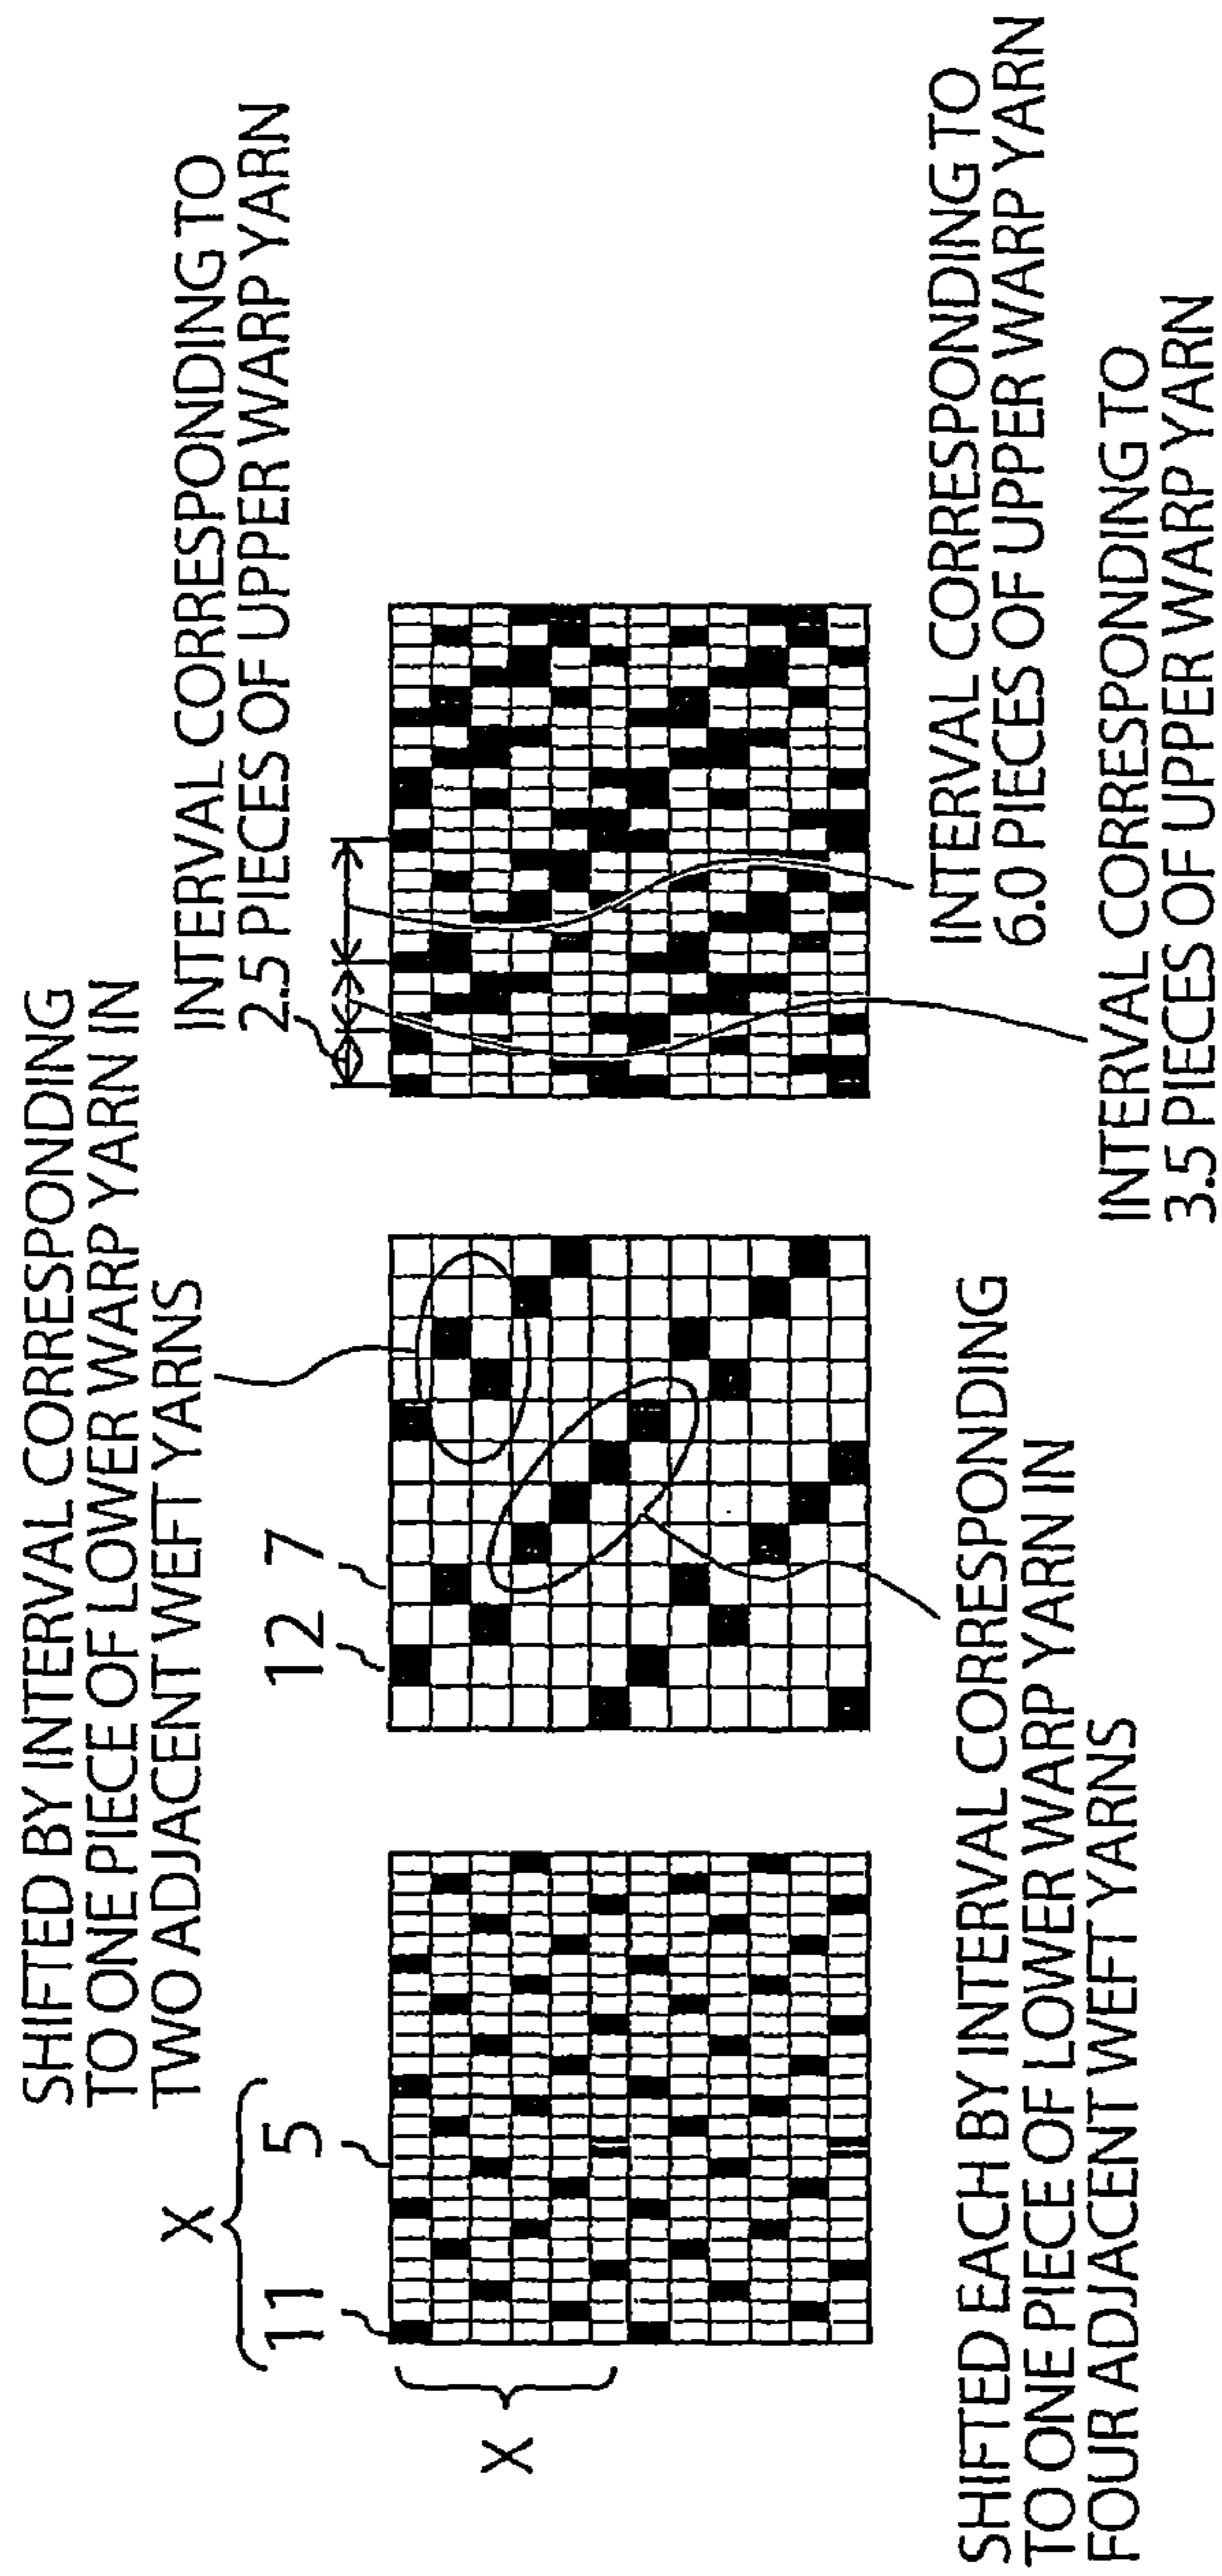 SHIFTED BY INTERVAL CORRESPONDING
TO ONE PIECE OF LOWER WARP YARN IN
TWO ADJACENT WEFT YARNS
INTERVAL CORRESPONDING TO
2.5 PIECES OF UPPER WARP YARN
X
11
5
12
7
X
SHIFTED EACH BY INTERVAL CORRESPONDING
TO ONE PIECE OF LOWER WARP YARN IN
FOUR ADJACENT WEFT YARNS
INTERVAL CORRESPONDING TO
6.0 PIECES OF UPPER WARP YARN
INTERVAL CORRESPONDING TO
3.5 PIECES OF UPPER WARP YARN